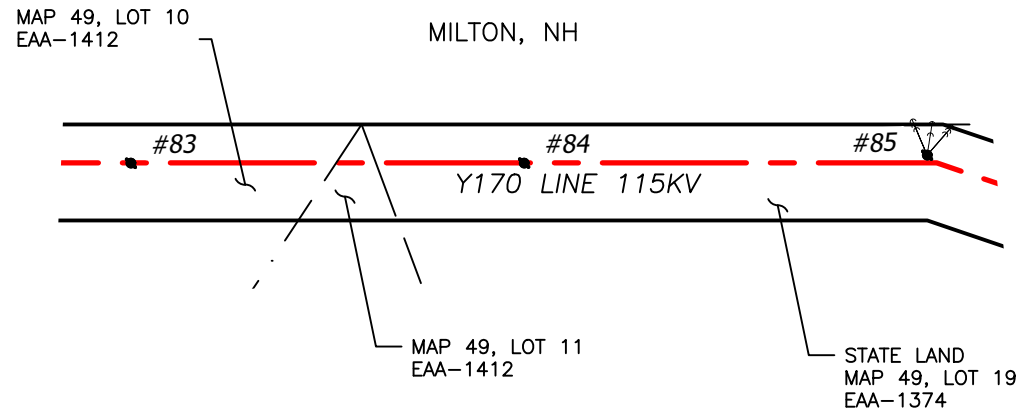 MAP 49, LOT 10
EAA-1412
MILTON, NH
#83
#84
#85
Y170 LINE 115KV
MAP 49, LOT 11
EAA-1412
STATE LAND
MAP 49, LOT 19
EAA-1374